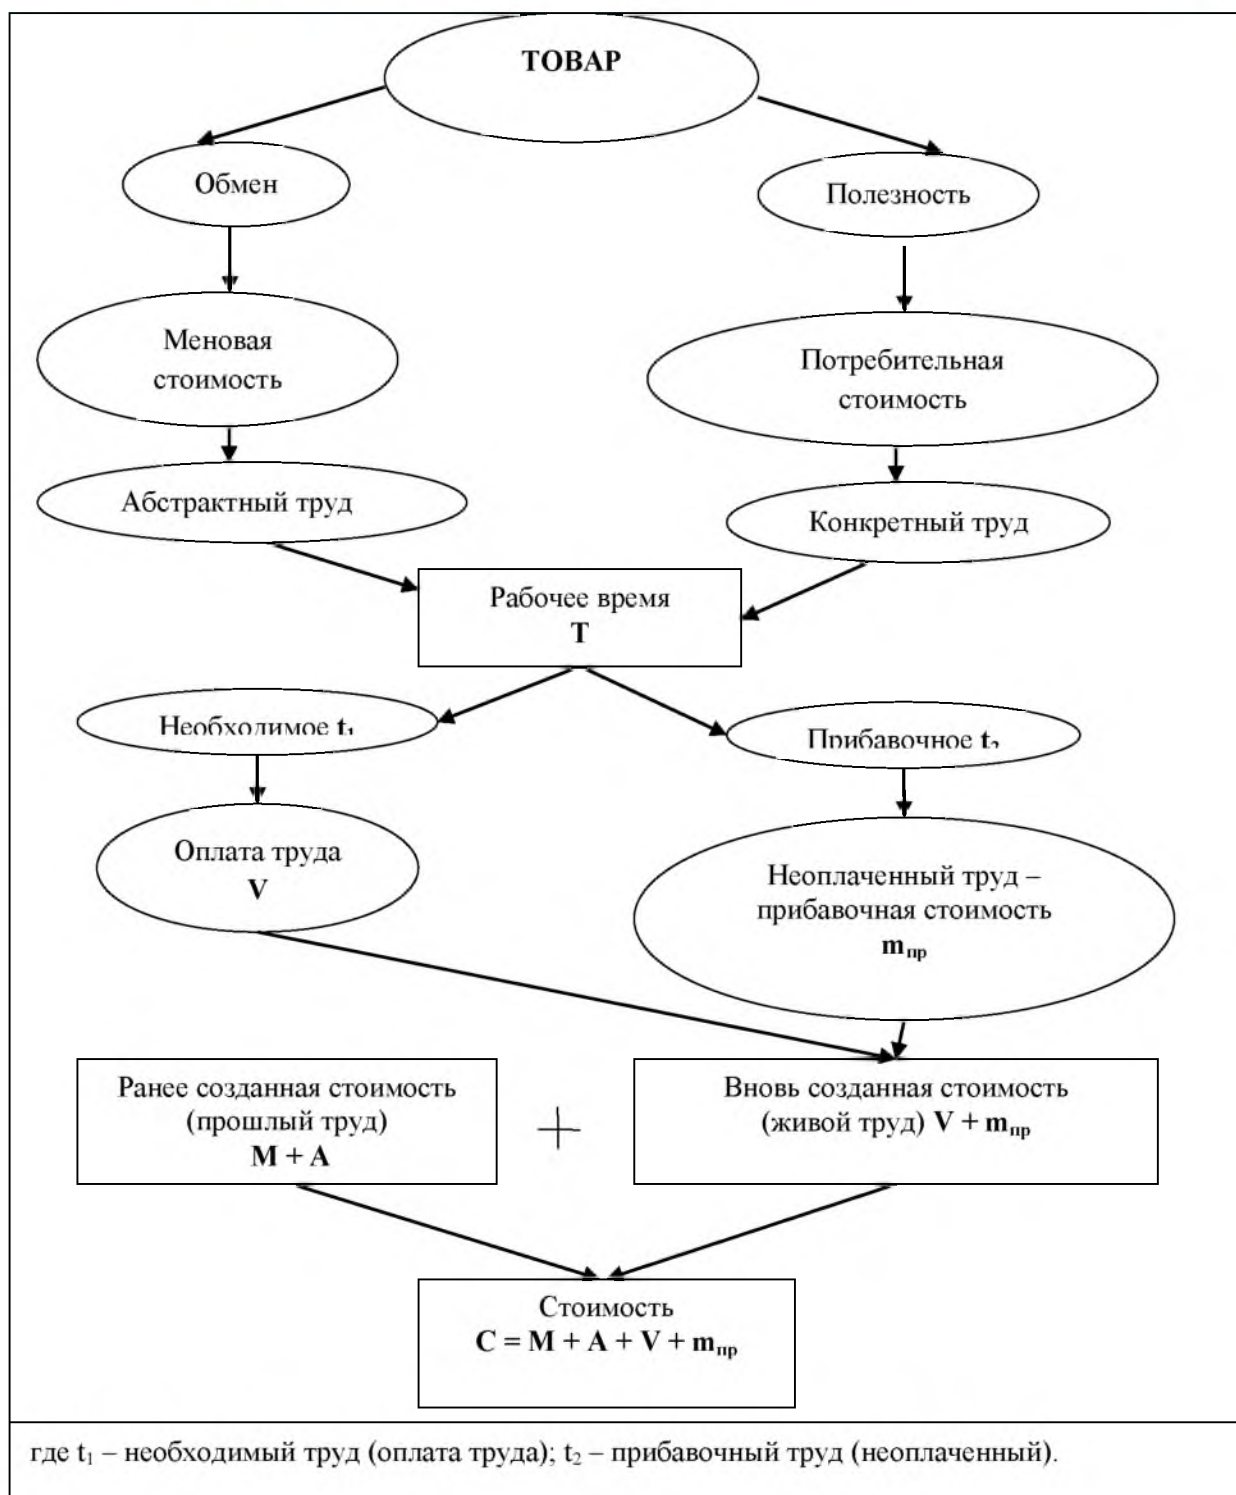 ТОВАР
Обмен
Полезность
Меновая
стоимость
Потребительная
стоимость
Абстрактный труд
Конкретный труд
Рабочее время
T
Необходимое t₁
Прибавочное t₂
Оплата труда
V
Неоплаченный труд –
прибавочная стоимость
mпр
Ранее созданная стоимость
(прошлый труд)
M + A
+
Вновь созданная стоимость
(живой труд) V + mпр
Стоимость
C = M + A + V + mпр
где t₁ – необходимый труд (оплата труда); t₂ – прибавочный труд (неоплаченный).